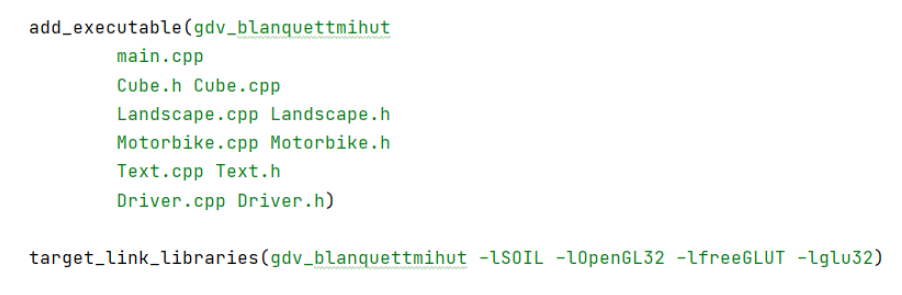 add_executable(gdv_blanquettmihut
main.cpp
Cube.h Cube.cpp
Landscape.cpp Landscape.h
Motorbike.cpp Motorbike.h
Text.cpp Text.h
Driver.cpp Driver.h)
target_link_libraries(gdv_blanquettmihut -lSOIL -lOpenGL32 -lfreeGLUT -lglu32)